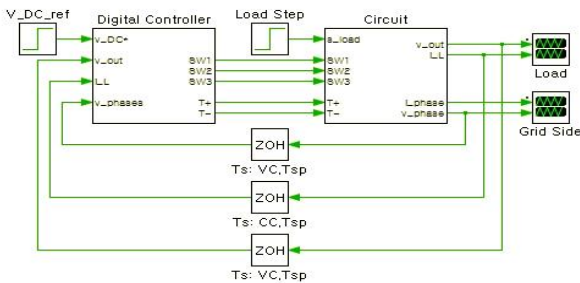 V_DC_ref
Digital Controller
Load Step
Circuit
v_DC*
v_out
I_L
v_phases
SW1
SW2
SW3
T+
T-
s_load
SW1
SW2
SW3
T+
T-
v_out
I_L
I_phase
v_phase
Load
Grid Side
ZOH
Ts: VC,Tsp
ZOH
Ts: CC,Tsp
ZOH
Ts: VC,Tsp